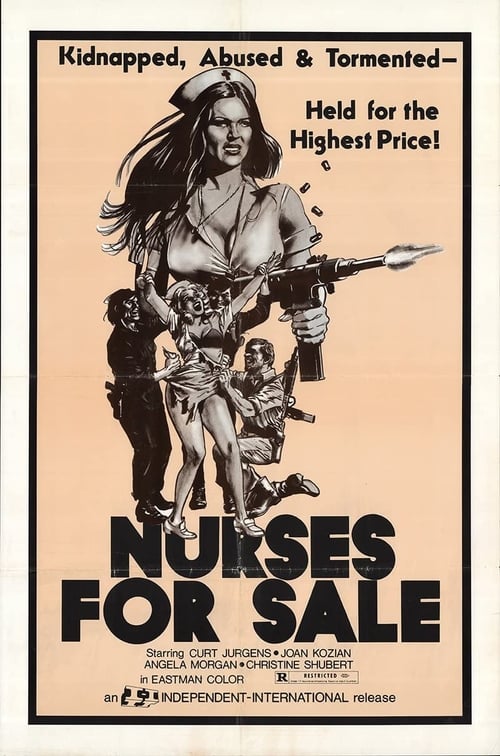 Kidnapped, Abused & Tormented—
Held for the
Highest Price!
NURSES
FOR SALE
Starring CURT JURGENS • JOAN KOZIAN
ANGELA MORGAN • CHRISTINE SHUBERT
in EASTMAN COLOR
R RESTRICTED
an INDEPENDENT-INTERNATIONAL release